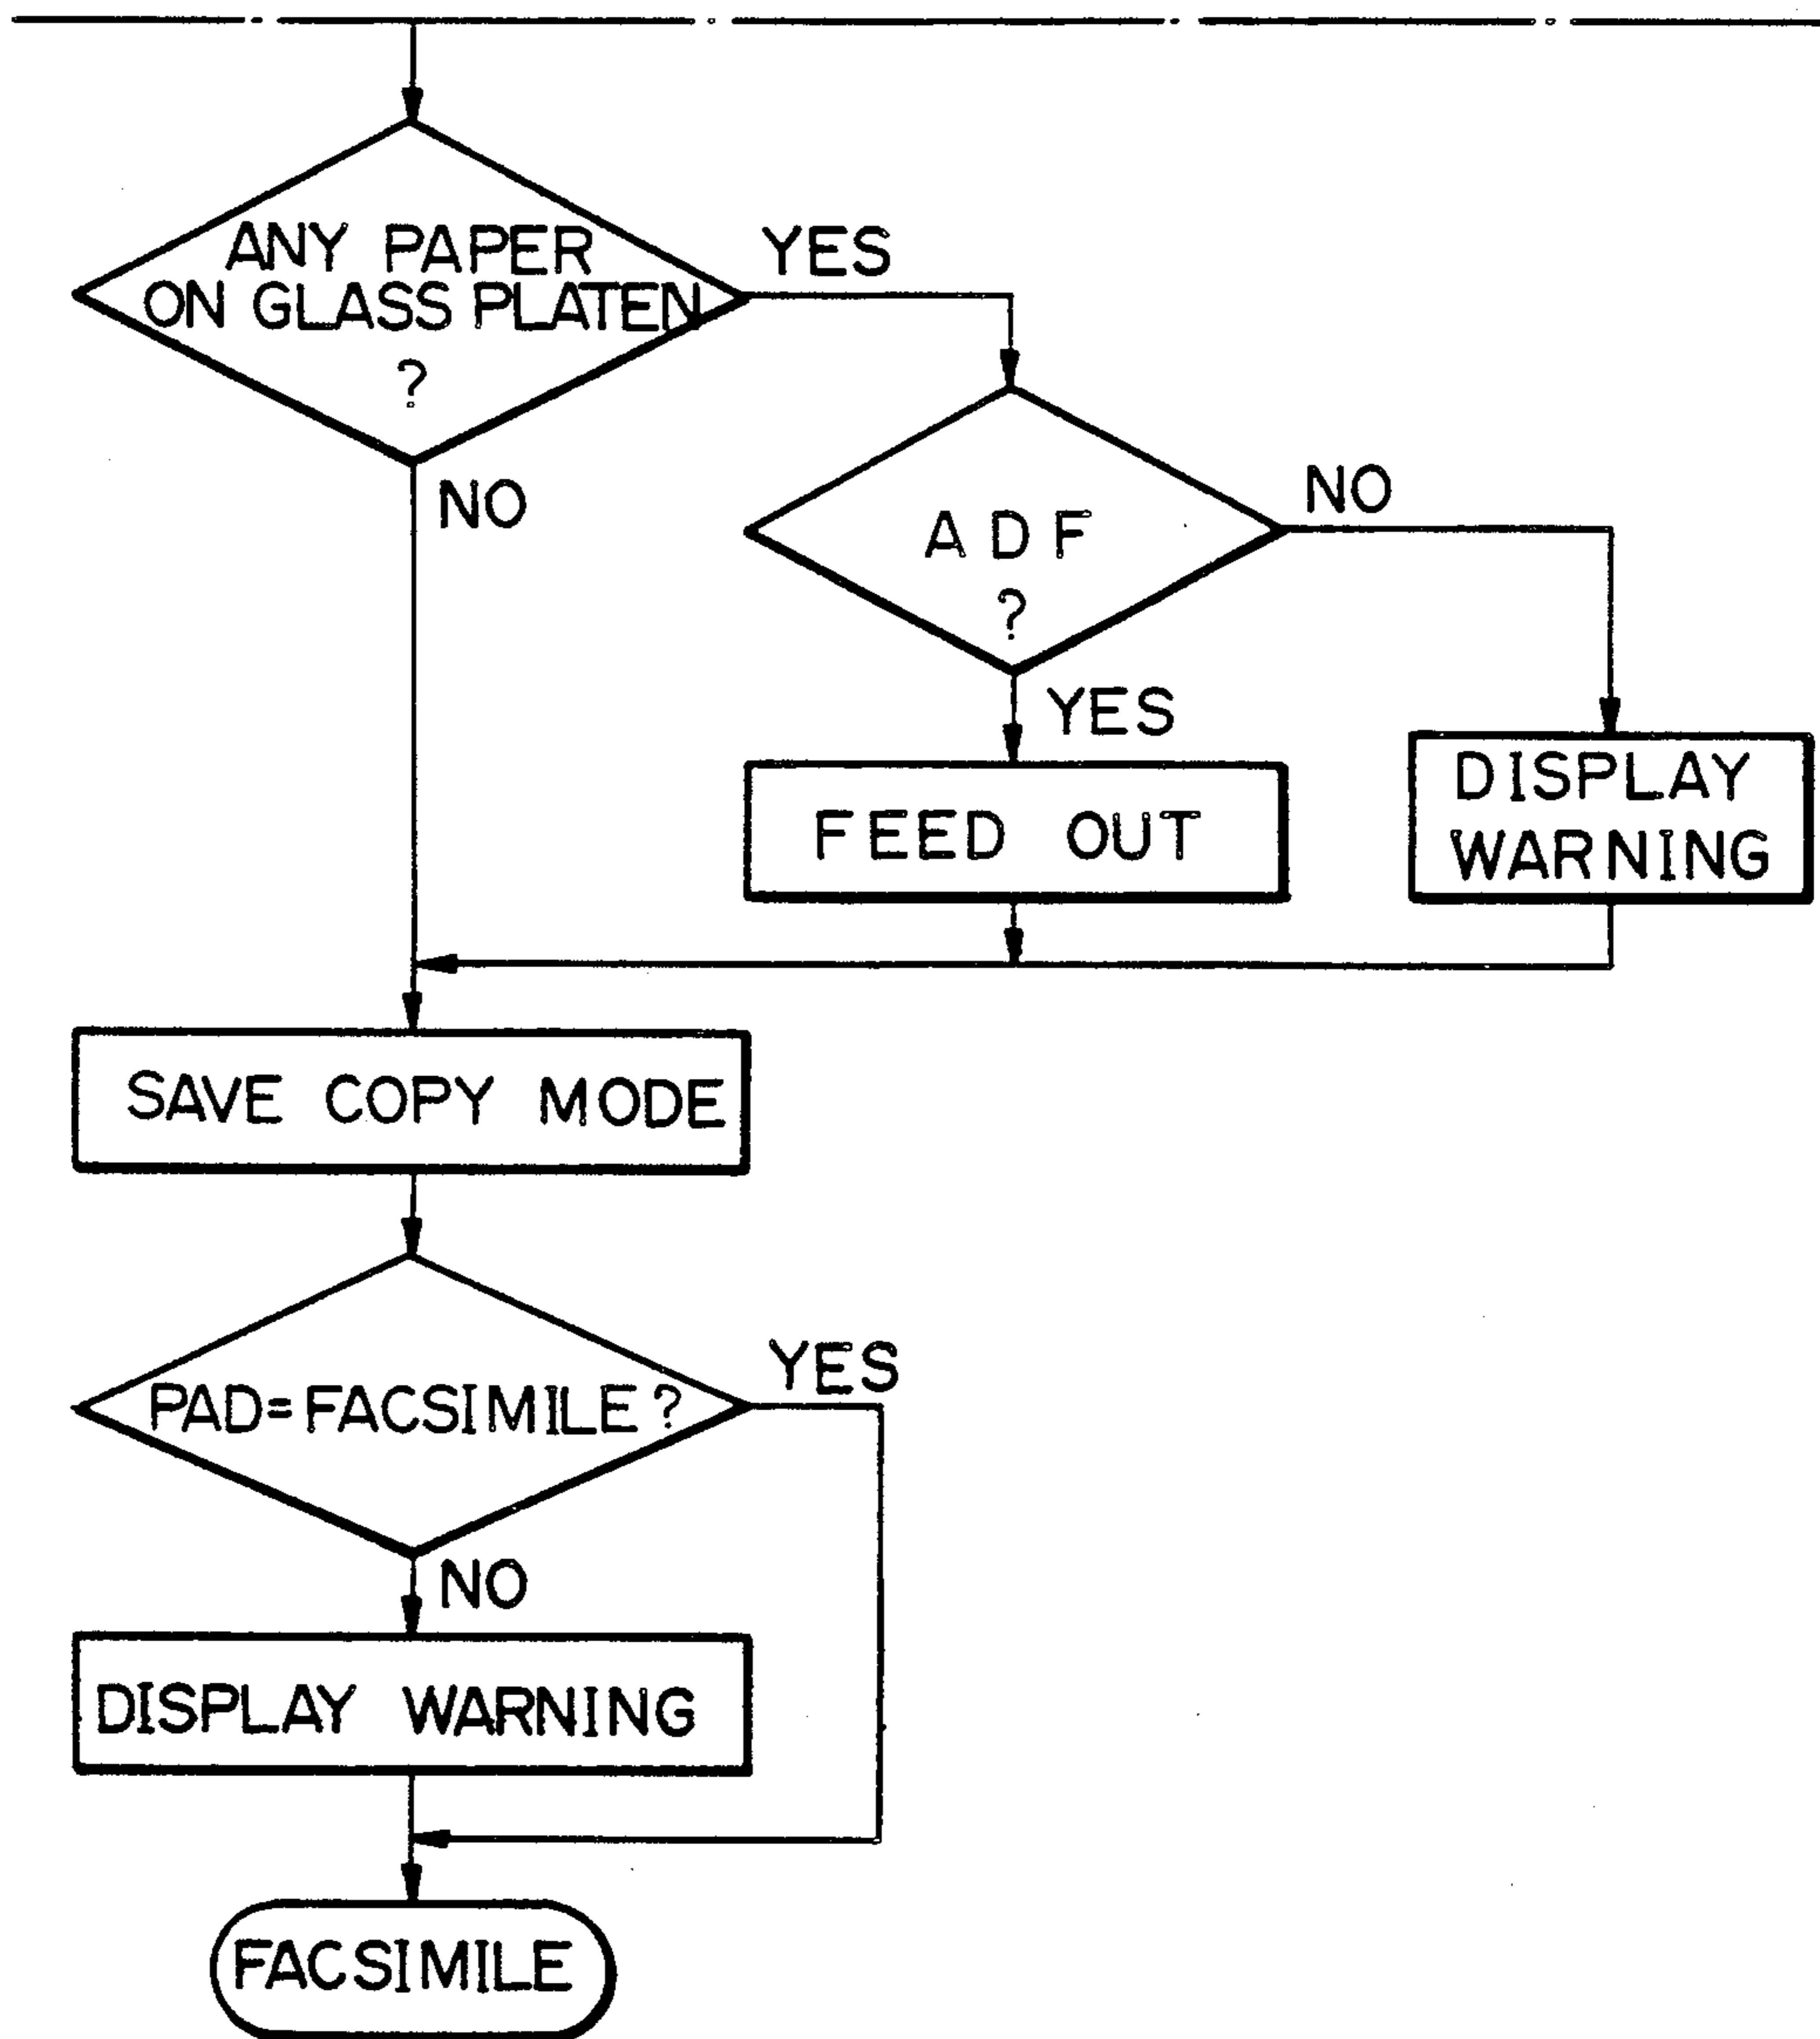 ANY PAPER
ON GLASS PLATEN
?
YES
NO
ADF
?
NO
YES
FEED OUT
DISPLAY
WARNING
SAVE COPY MODE
PAD=FACSIMILE?
YES
NO
DISPLAY WARNING
FACSIMILE